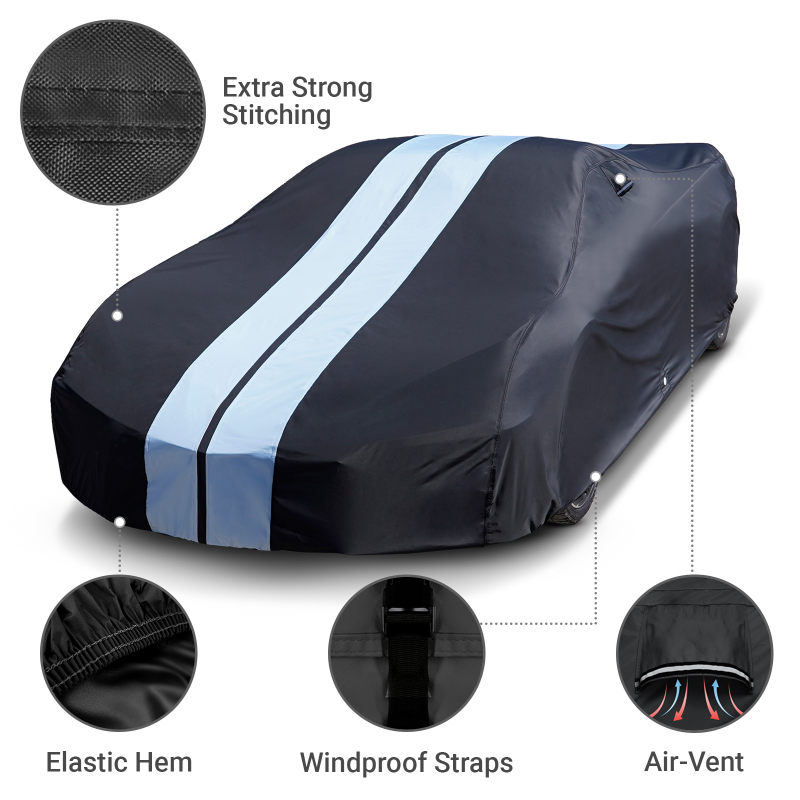 Extra Strong
Stitching
Elastic Hem
Windproof Straps
Air-Vent